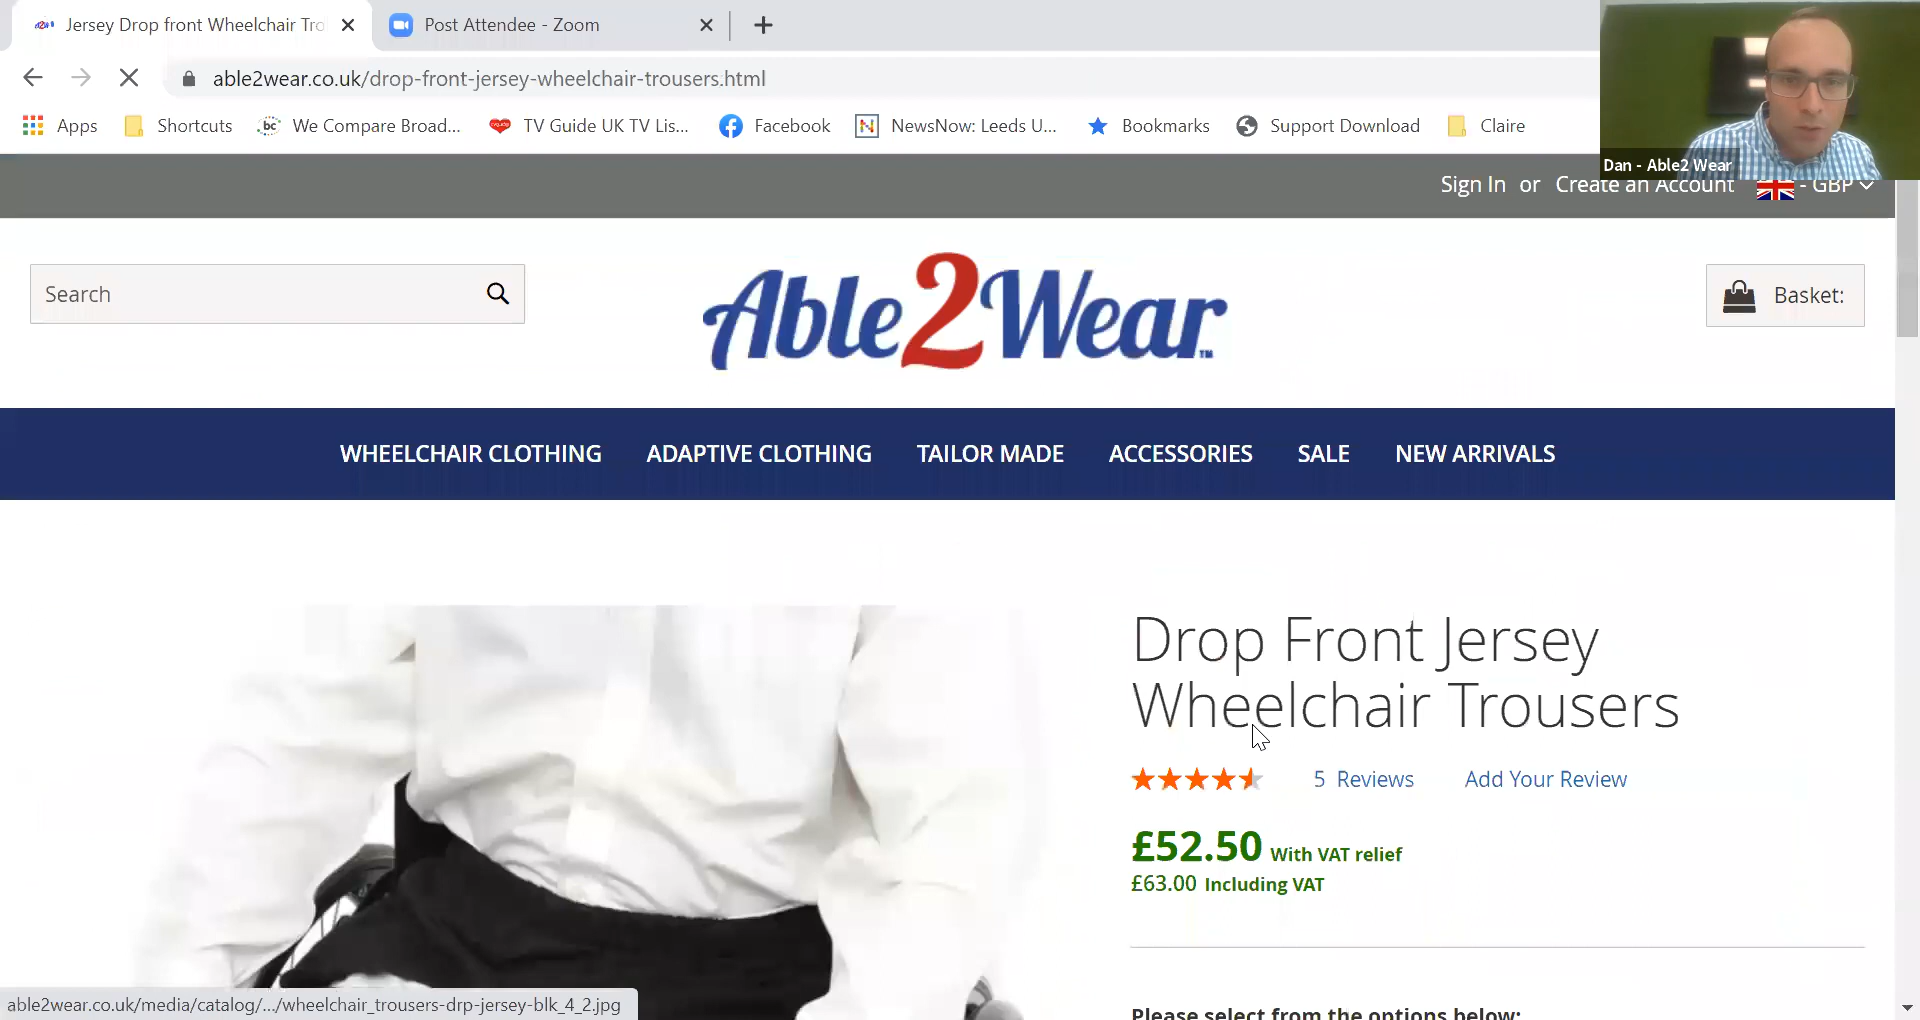 Jersey Drop front Wheelchair Tro
Post Attendee - Zoom
able2wear.co.uk/drop-front-jersey-wheelchair-trousers.html
Apps
Shortcuts
bc
We Compare Broad...
TV Guide UK TV Lis...
Facebook
N
NewsNow: Leeds U...
Bookmarks
Support Download
Claire
Dan - Able2 Wear
Sign In or Create an Account
- GBP
Search
Able2Wear™
Basket:
WHEELCHAIR CLOTHING
ADAPTIVE CLOTHING
TAILOR MADE
ACCESSORIES
SALE
NEW ARRIVALS
Drop Front Jersey
Wheelchair Trousers
5 Reviews
Add Your Review
£52.50 With VAT relief
£63.00 Including VAT
Please select from the options below:
able2wear.co.uk/media/catalog/.../wheelchair_trousers-drp-jersey-blk_4_2.jpg